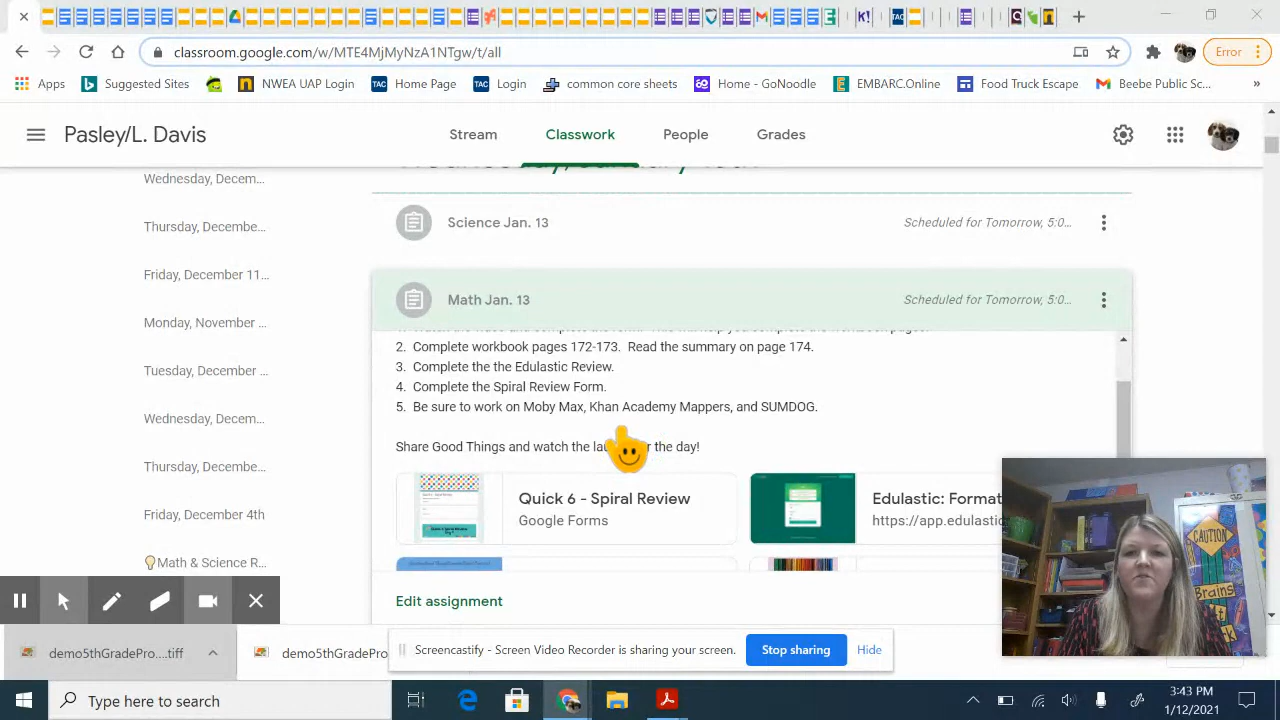 classroom.google.com/w/MTE4MjMyNzA1NTgw/t/all
Error
Apps
Suggested Sites
NWEA UAP Login
TAC
Home Page
TAC
Login
common core sheets
Home - GoNoodle
EMBARC.Online
Food Truck Escape
Beebe Public Sc...
»
Pasley/L. Davis
Stream
Classwork
People
Grades
Wednesday, Decem...
Thursday, Decembe...
Friday, December 11...
Monday, November ...
Tuesday, December ...
Wednesday, Decem...
Thursday, Decembe...
Friday, December 4th
Math & Science R...
Science Jan. 13
Scheduled for Tomorrow, 5:0...
Math Jan. 13
Scheduled for Tomorrow, 5:0...
2. Complete workbook pages 172-173. Read the summary on page 174.
3. Complete the the Edulastic Review.
4. Complete the Spiral Review Form.
5. Be sure to work on Moby Max, Khan Academy Mappers, and SUMDOG.
Share Good Things and watch the the day!
Quick 6 - Spiral Review
Google Forms
Edulastic: Format
https://app.edulastic
CAUTION
Brains
Edit assignment
demo5thGradePro....tiff
demo5thGradePro
Screencastify - Screen Video Recorder is sharing your screen.
Stop sharing
Hide
Type here to search
3:43 PM
1/12/2021